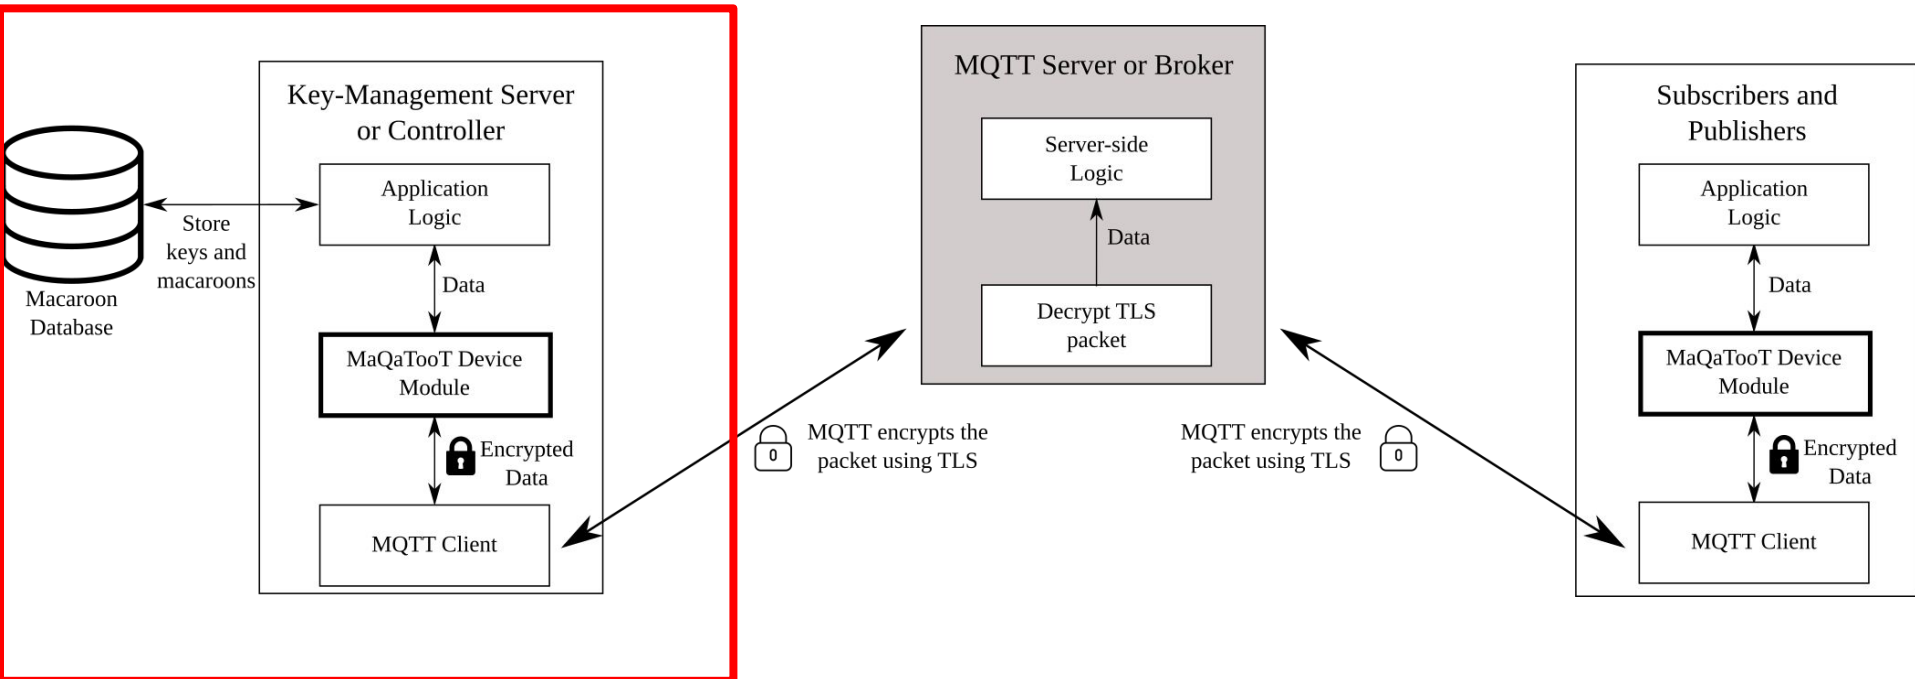 Key-Management Server
or Controller
Application
Logic
Store
keys and
macaroons
Macaroon
Database
Data
MaQaTooT Device
Module
Encrypted
Data
MQTT Client
MQTT encrypts the
packet using TLS
0
MQTT Server or Broker
Server-side
Logic
Data
Decrypt TLS
packet
MQTT encrypts the
packet using TLS
0
Subscribers and
Publishers
Application
Logic
Data
MaQaTooT Device
Module
Encrypted
Data
MQTT Client